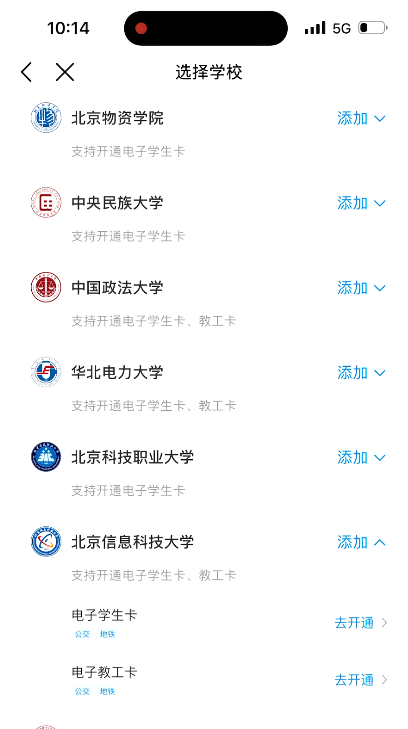 10:14
5G
选择学校
北京物资学院
添加
支持开通电子学生卡
中央民族大学
添加
支持开通电子学生卡
中国政法大学
添加
支持开通电子学生卡、教工卡
华北电力大学
添加
支持开通电子学生卡、教工卡
北京科技职业大学
添加
支持开通电子学生卡
北京信息科技大学
添加
支持开通电子学生卡、教工卡
电子学生卡
去开通
公交 地铁
电子教工卡
去开通
公交 地铁